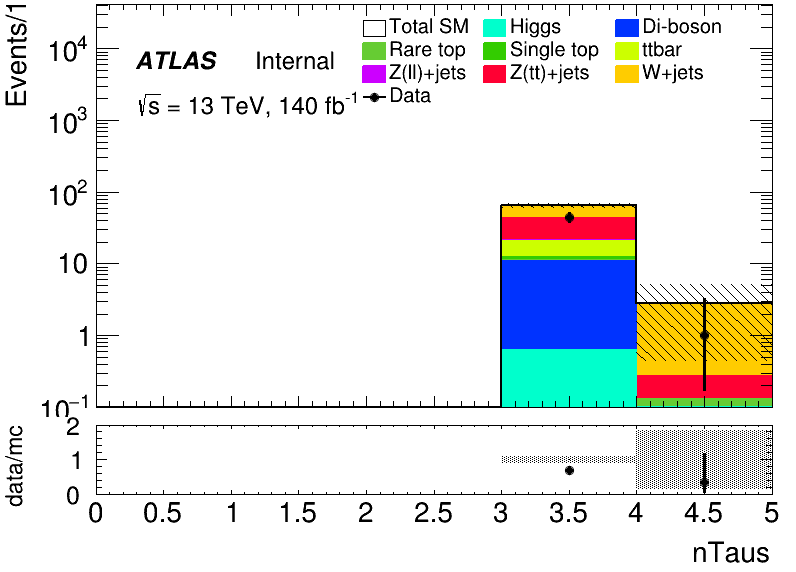 Events/1
10⁴
10³
10²
10
1
10⁻¹
ATLAS Internal
√s = 13 TeV, 140 fb⁻¹
Total SM Higgs Di-boson
Rare top Single top ttbar
Z(ll)+jets Z(tt)+jets W+jets
Data
data/mc
2
1
0
0 0.5 1 1.5 2 2.5 3 3.5 4 4.5 5
nTaus